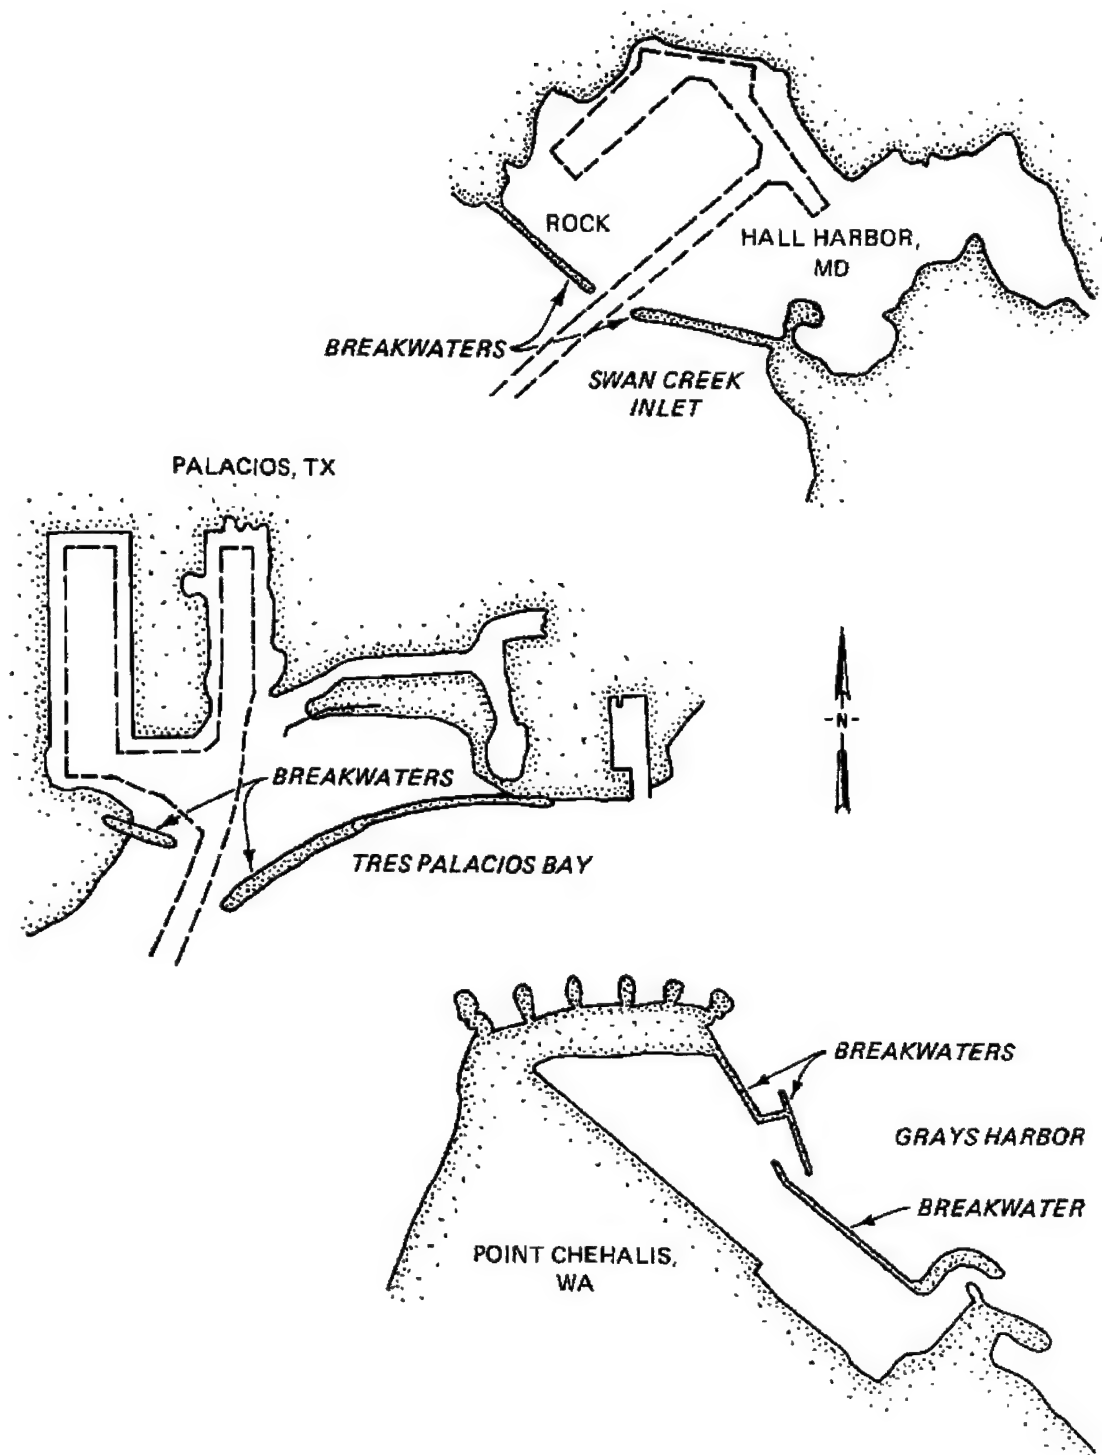 ROCK
HALL HARBOR,
MD
BREAKWATERS
SWAN CREEK
INLET
PALACIOS, TX
BREAKWATERS
TRES PALACIOS BAY
-N-
BREAKWATERS
GRAYS HARBOR
BREAKWATER
POINT CHEHALIS,
WA